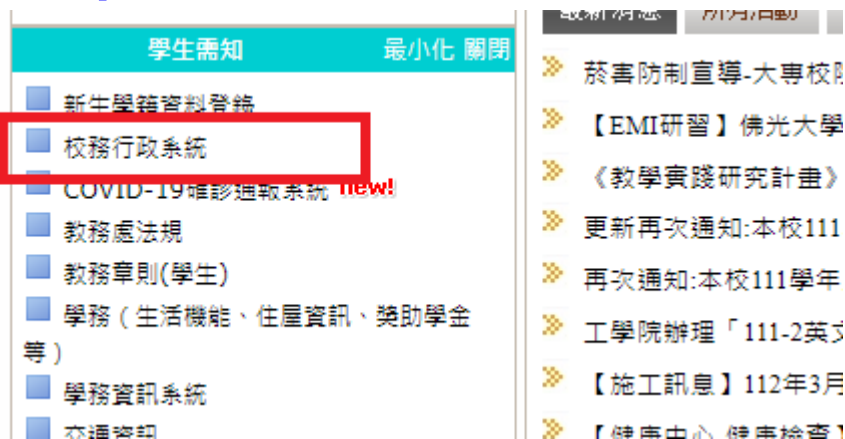 最新消息 所有活動
學生需知 最小化 關閉
新生學籍資料登錄
校務行政系統
COVID-19確診通報系統 new!
教務處法規
教務章則(學生)
學務（生活機能、住屋資訊、獎助學金
等）
學務資訊系統
交通資訊
菸害防制宣導-大專校
【EMI研習】佛光大學
《教學實踐研究計畫》
更新再次通知:本校111
再次通知:本校111學年
工學院辦理「111-2英文
【施工訊息】112年3月
【健康中心 健康檢查】